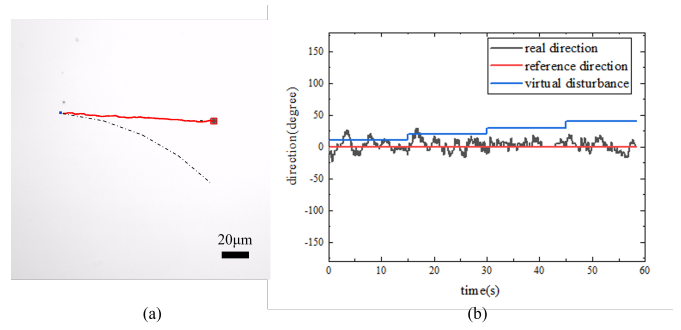 20μm
(a)
real direction
reference direction
virtual disturbance
direction(degree)
150
100
50
0
-50
-100
-150
0
10
20
30
40
50
60
time(s)
(b)